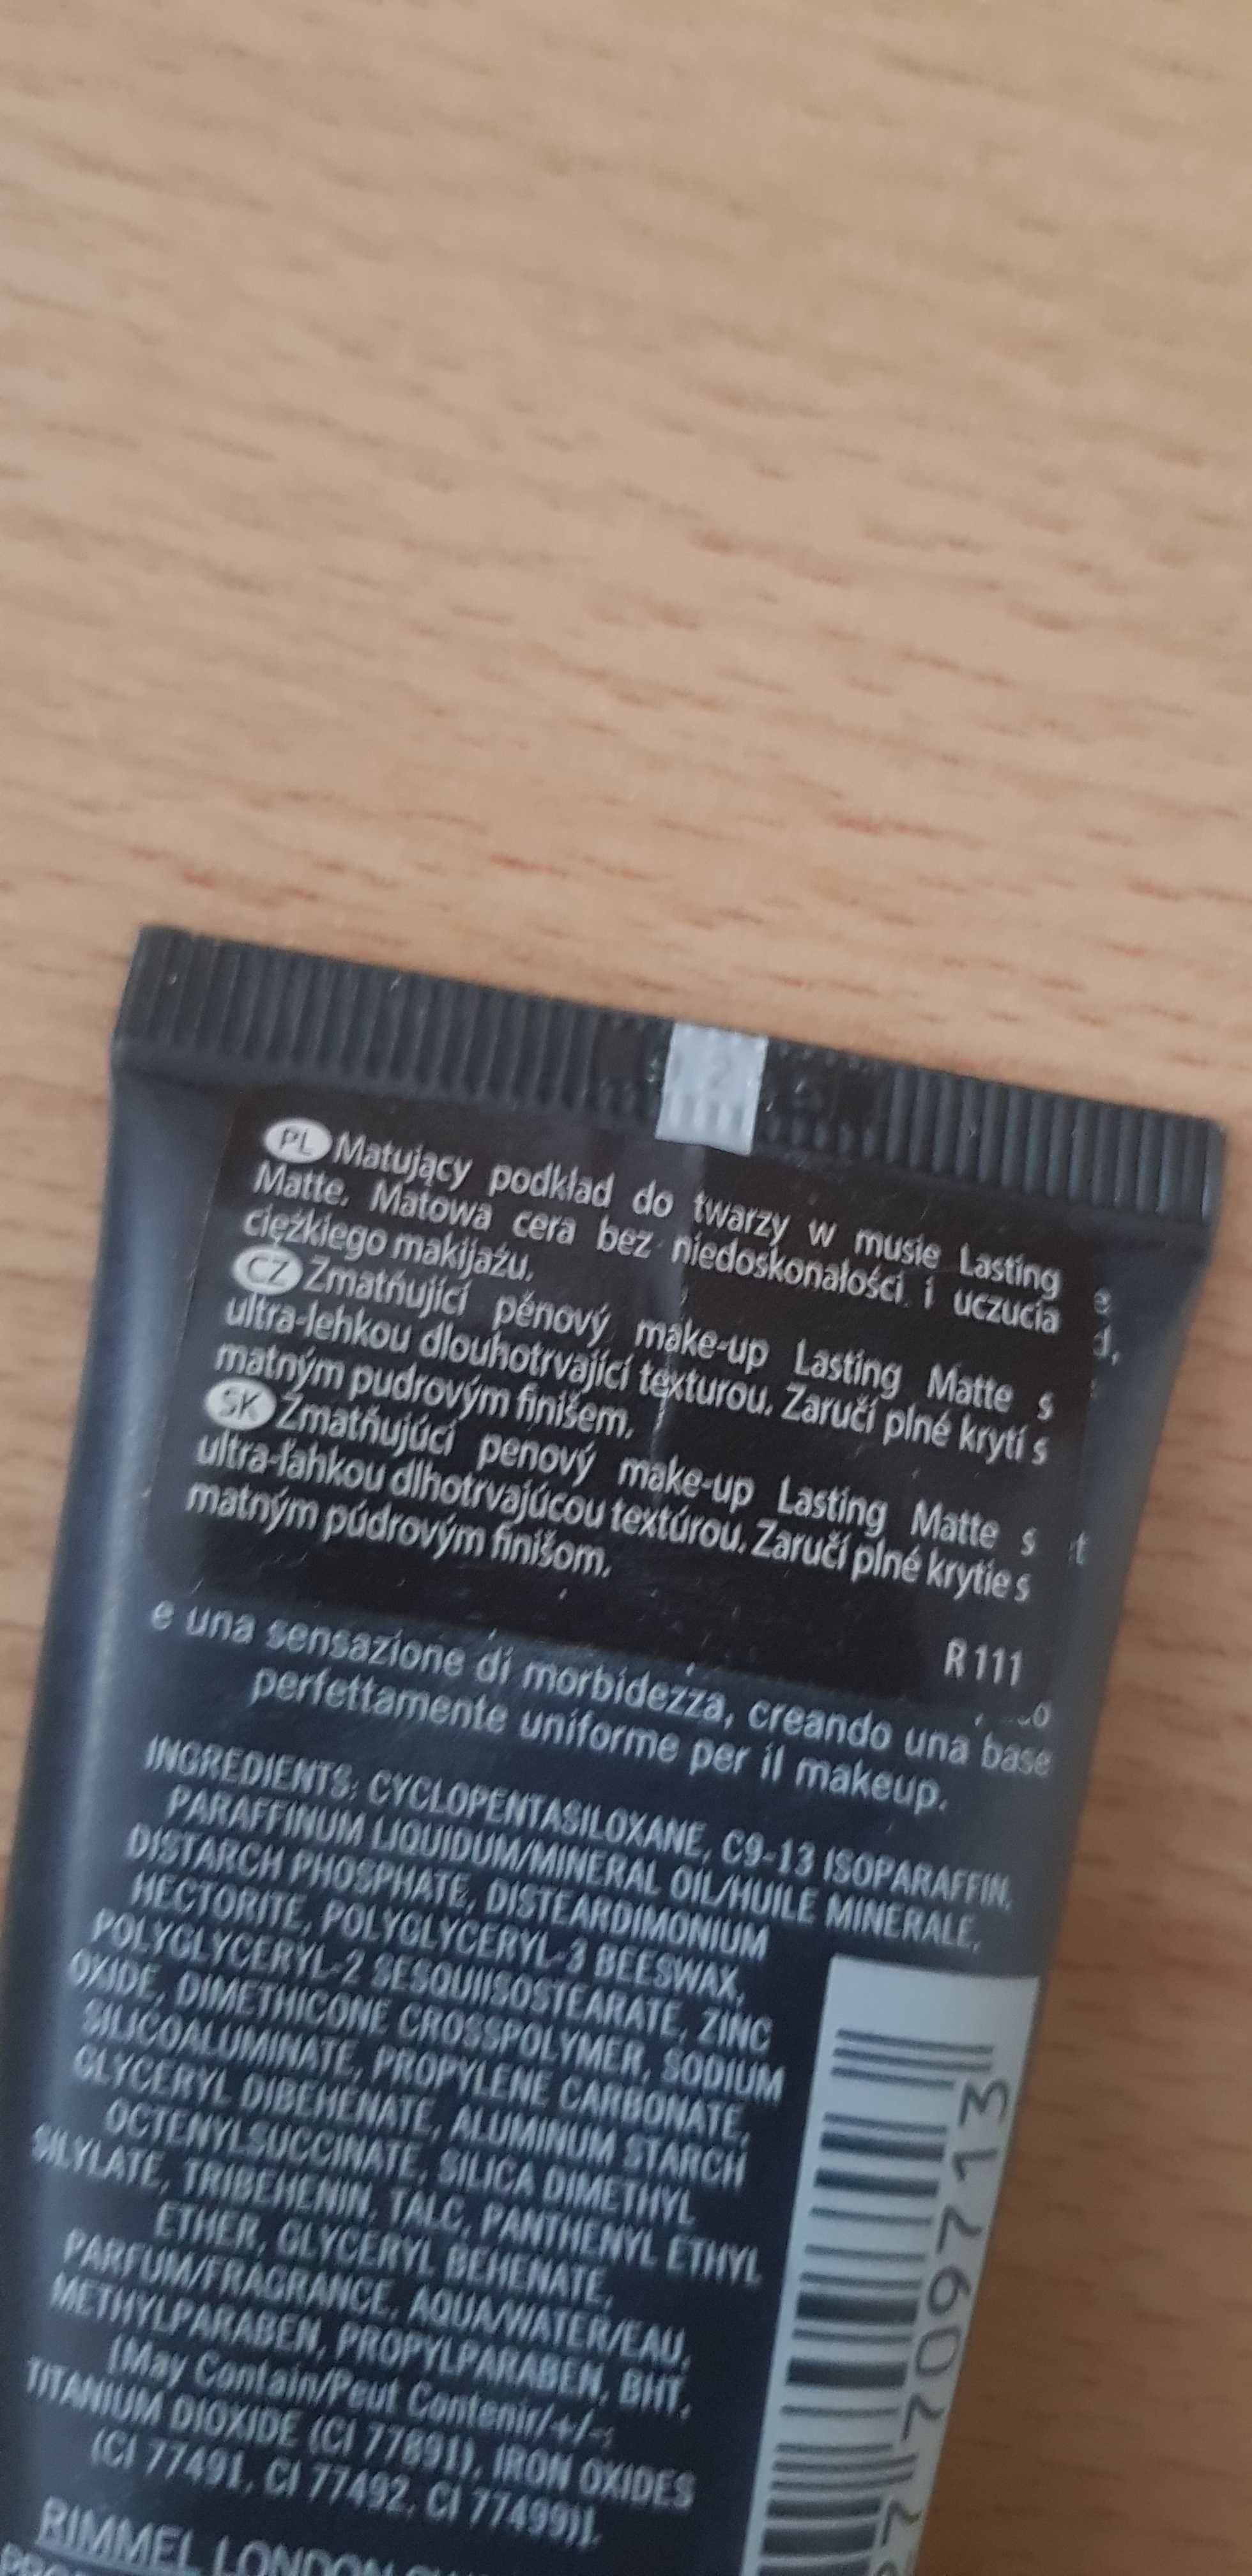 PL Matujący podkład do twarzy w musie Lasting
Matte. Matowa cera bez niedoskonałości i uczucia
ciężkiego makijażu.
CZ Zmatňující pěnový make-up Lasting Matte s
ultra-lehkou dlouhotrvající texturou. Zaručí plné krytí s
matným pudrovým finišem.
SK Zmatňujúcí penový make-up Lasting Matte s
ultra-ľahkou dlhotrvajúcou textúrou. Zaručí plné krytie s
matným púdrovým finišom.
R 111
e una sensazione di morbidezza, creando una base
perfettamente uniforme per il makeup.
INGREDIENTS: CYCLOPENTASILOXANE, C9-13 ISOPARAFFIN,
PARAFFINUM LIQUIDUM/MINERAL OIL/HUILE MINERALE,
DISTARCH PHOSPHATE, DISTEARDIMONIUM
HECTORITE, POLYGLYCERYL-3 BEESWAX,
POLYGLYCERYL-2 SESQUIISOSTEARATE, ZINC
OXIDE, DIMETHICONE CROSSPOLYMER, SODIUM
SILICOALUMINATE, PROPYLENE CARBONATE,
GLYCERYL DIBEHENATE, ALUMINUM STARCH
OCTENYLSUCCINATE, SILICA DIMETHYL
SILYLATE, TRIBEHENIN, TALC, PANTHENYL ETHYL
ETHER, GLYCERYL BEHENATE,
PARFUM/FRAGRANCE, AQUA/WATER/EAU,
METHYLPARABEN, PROPYLPARABEN, BHT,
[May Contain/Peut Contenir/+/-:
TITANIUM DIOXIDE (CI 77891), IRON OXIDES
(CI 77491, CI 77492, CI 77499)].
RIMMEL LONDON
7709713